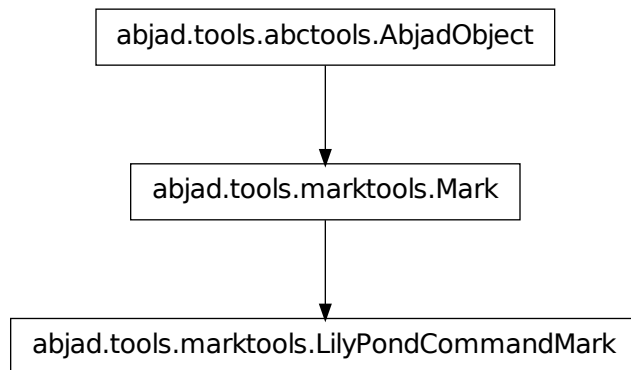 abjad.tools.abctools.AbjadObject
abjad.tools.marktools.Mark
abjad.tools.marktools.LilyPondCommandMark